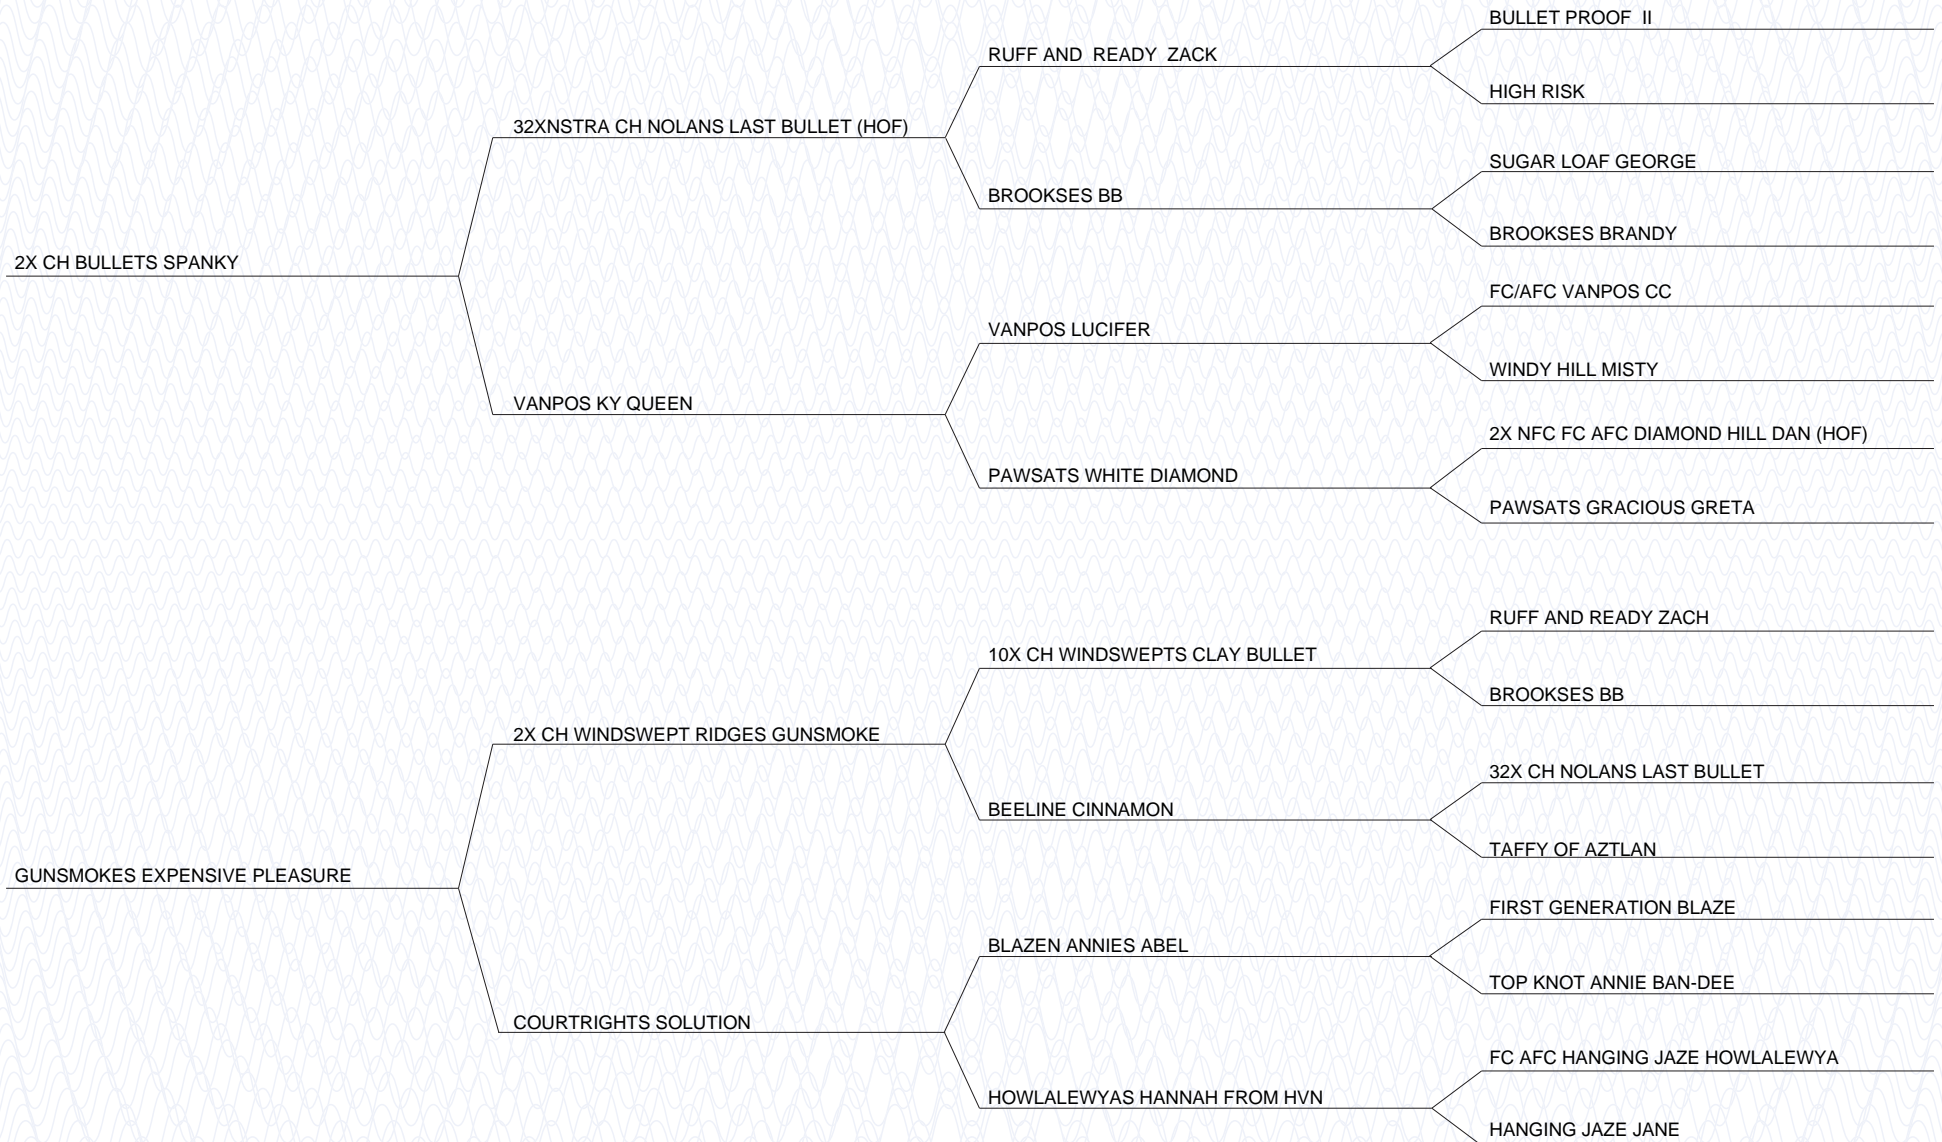 BULLET PROOF  II
RUFF AND  READY  ZACK
HIGH RISK
32XNSTRA CH NOLANS LAST BULLET (HOF)
SUGAR LOAF GEORGE
BROOKSES BB
BROOKSES BRANDY
2X CH BULLETS SPANKY
FC/AFC VANPOS CC
VANPOS LUCIFER
WINDY HILL MISTY
VANPOS KY QUEEN
2X NFC FC AFC DIAMOND HILL DAN (HOF)
PAWSATS WHITE DIAMOND
PAWSATS GRACIOUS GRETA
RUFF AND READY ZACH
10X CH WINDSWEPTS CLAY BULLET
BROOKSES BB
2X CH WINDSWEPT RIDGES GUNSMOKE
32X CH NOLANS LAST BULLET
BEELINE CINNAMON
TAFFY OF AZTLAN
GUNSMOKES EXPENSIVE PLEASURE
FIRST GENERATION BLAZE
BLAZEN ANNIES ABEL
TOP KNOT ANNIE BAN-DEE
COURTRIGHTS SOLUTION
FC AFC HANGING JAZE HOWLALEWYA
HOWLALEWYAS HANNAH FROM HVN
HANGING JAZE JANE